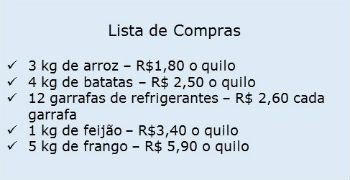 Lista de Compras
✓ 3 kg de arroz – R$1,80 o quilo
✓ 4 kg de batatas – R$ 2,50 o quilo
✓ 12 garrafas de refrigerantes – R$ 2,60 cada
garrafa
✓ 1 kg de feijão – R$3,40 o quilo
✓ 5 kg de frango – R$ 5,90 o quilo